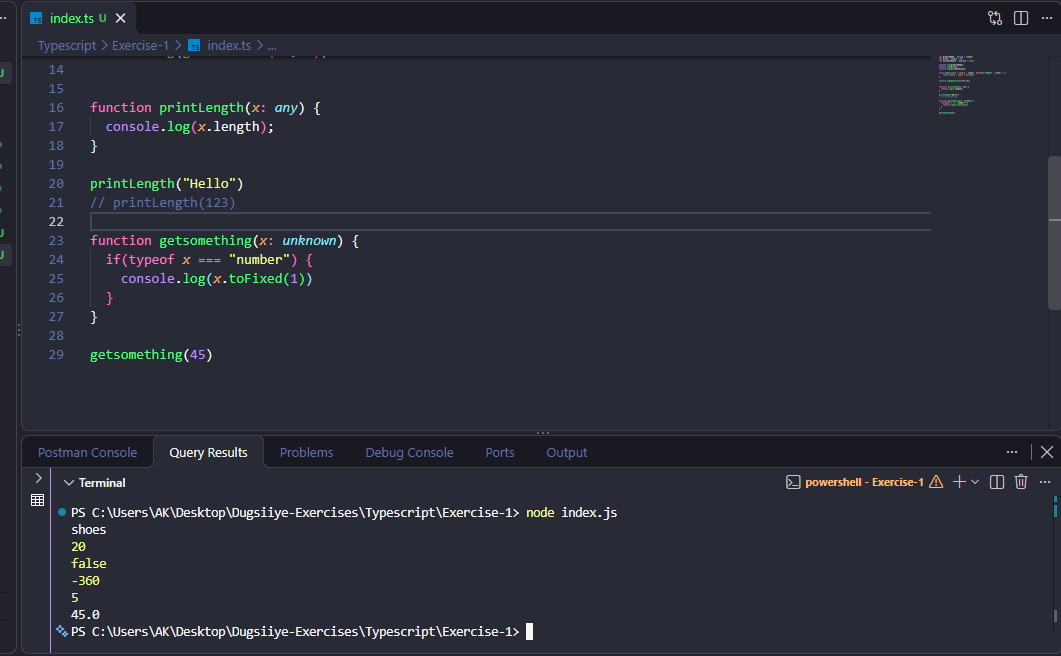 index.ts U
Typescript > Exercise-1 > TS index.ts > ...
14
15
16 function printLength(x: any) {
17 console.log(x.length);
18 }
19
20 printLength("Hello")
21 // printLength(123)
22
23 function getsomething(x: unknown) {
24 if(typeof x === "number") {
25 console.log(x.toFixed(1))
26 }
27 }
28
29 getsomething(45)
Postman Console Query Results Problems Debug Console Ports Output
Terminal
powershell - Exercise-1
PS C:\Users\AK\Desktop\Dugsiiye-Exercises\Typescript\Exercise-1> node index.js
shoes
20
false
-360
5
45.0
PS C:\Users\AK\Desktop\Dugsiiye-Exercises\Typescript\Exercise-1>